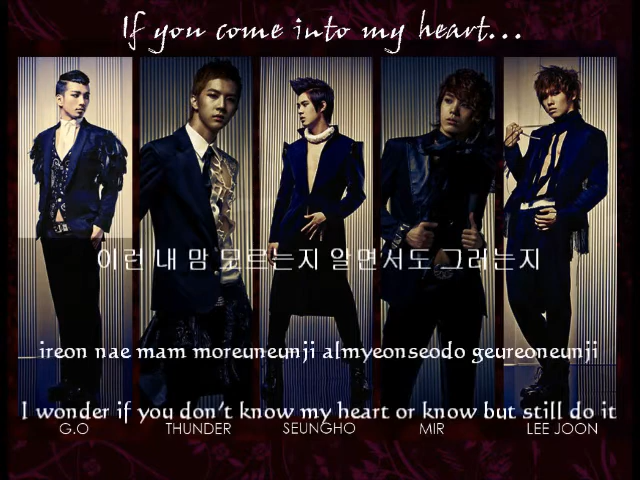 If you come into my heart...
이런 내 맘 모르는지 알면서도 그러는지
ireon nae mam moreuneunji almyeonseodo geureoneunji
I wonder if you don't know my heart or know but still do it
G.O THUNDER SEUNGHO MIR LEE JOON